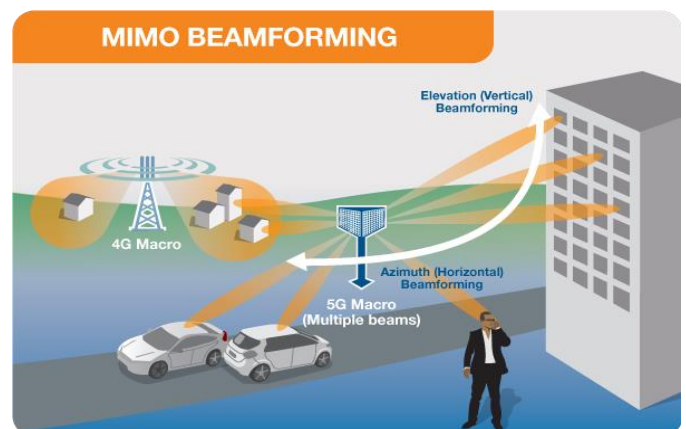 MIMO BEAMFORMING
Elevation (Vertical)
Beamforming
4G Macro
Azimuth (Horizontal)
Beamforming
5G Macro
(Multiple beams)